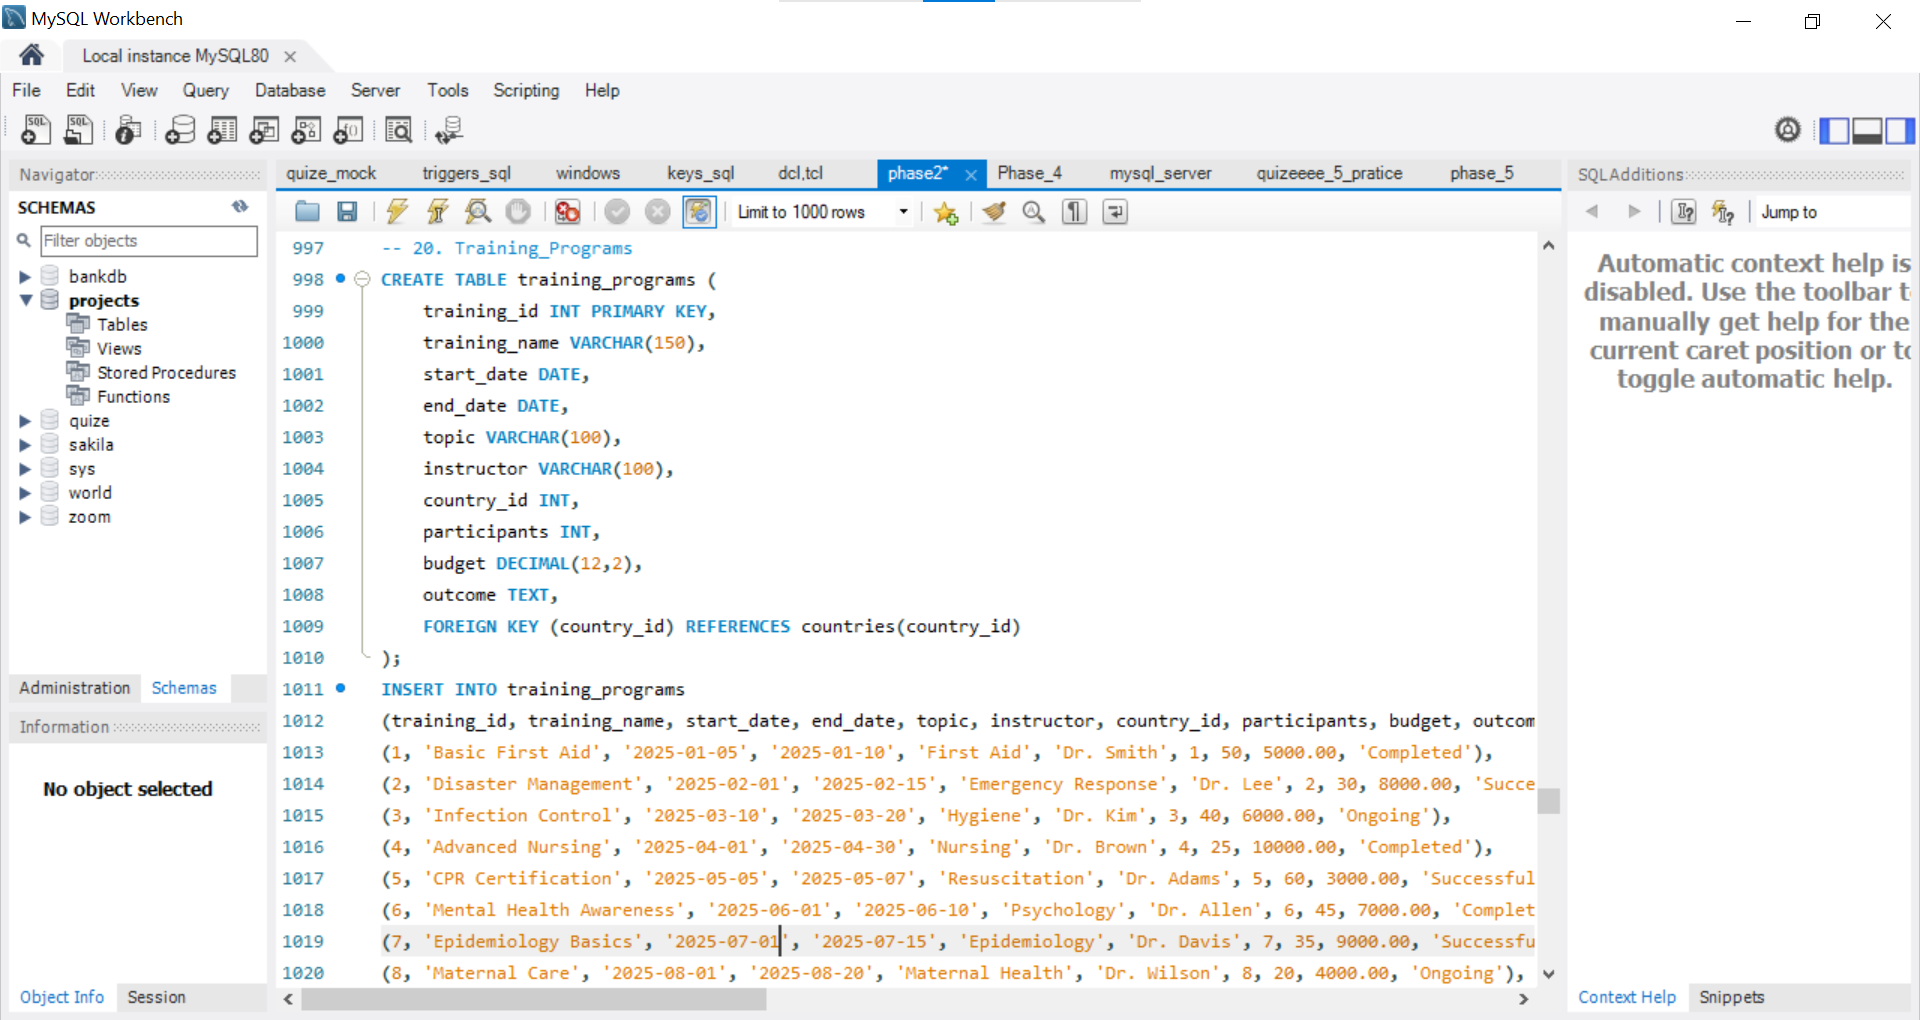 MySQL Workbench
Local instance MySQL80
File Edit View Query Database Server Tools Scripting Help
Navigator
SCHEMAS
Filter objects
bankdb
projects
Tables
Views
Stored Procedures
Functions
quize
sakila
sys
world
zoom
Administration Schemas
Information
No object selected
Object Info Session
quize_mock triggers_sql windows keys_sql dcl,tcl phase2* Phase_4 mysql_server quizeeee_5_pratice phase_5
Limit to 1000 rows
997 -- 20. Training_Programs
998 CREATE TABLE training_programs (
999 training_id INT PRIMARY KEY,
1000 training_name VARCHAR(150),
1001 start_date DATE,
1002 end_date DATE,
1003 topic VARCHAR(100),
1004 instructor VARCHAR(100),
1005 country_id INT,
1006 participants INT,
1007 budget DECIMAL(12,2),
1008 outcome TEXT,
1009 FOREIGN KEY (country_id) REFERENCES countries(country_id)
1010 );
1011 INSERT INTO training_programs
1012 (training_id, training_name, start_date, end_date, topic, instructor, country_id, participants, budget, outcom
1013 (1, 'Basic First Aid', '2025-01-05', '2025-01-10', 'First Aid', 'Dr. Smith', 1, 50, 5000.00, 'Completed'),
1014 (2, 'Disaster Management', '2025-02-01', '2025-02-15', 'Emergency Response', 'Dr. Lee', 2, 30, 8000.00, 'Succe
1015 (3, 'Infection Control', '2025-03-10', '2025-03-20', 'Hygiene', 'Dr. Kim', 3, 40, 6000.00, 'Ongoing'),
1016 (4, 'Advanced Nursing', '2025-04-01', '2025-04-30', 'Nursing', 'Dr. Brown', 4, 25, 10000.00, 'Completed'),
1017 (5, 'CPR Certification', '2025-05-05', '2025-05-07', 'Resuscitation', 'Dr. Adams', 5, 60, 3000.00, 'Successful
1018 (6, 'Mental Health Awareness', '2025-06-01', '2025-06-10', 'Psychology', 'Dr. Allen', 6, 45, 7000.00, 'Complet
1019 (7, 'Epidemiology Basics', '2025-07-01', '2025-07-15', 'Epidemiology', 'Dr. Davis', 7, 35, 9000.00, 'Successfu
1020 (8, 'Maternal Care', '2025-08-01', '2025-08-20', 'Maternal Health', 'Dr. Wilson', 8, 20, 4000.00, 'Ongoing'),
SQLAdditions
Jump to
Automatic context help is
disabled. Use the toolbar t
manually get help for the
current caret position or to
toggle automatic help.
Context Help Snippets